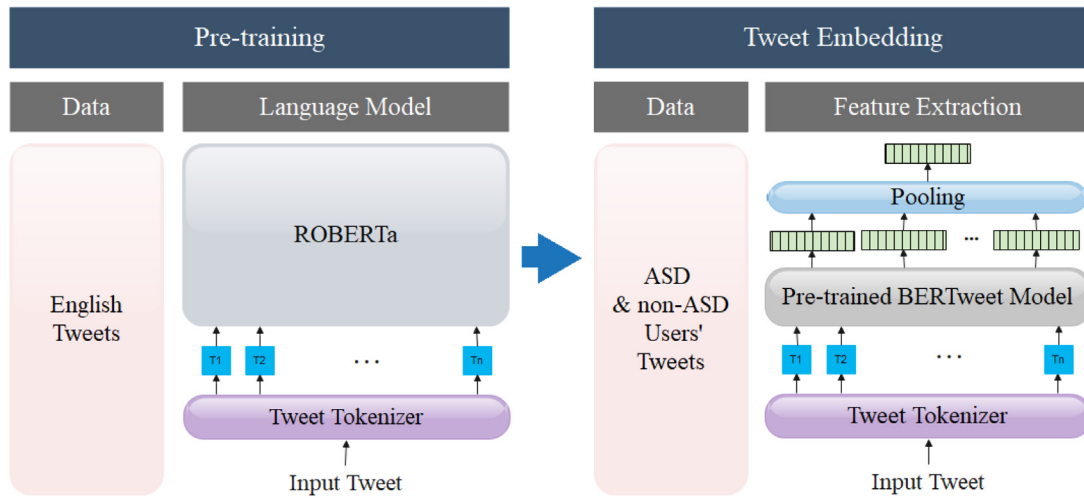 Pre-training
Data
Language Model
English
Tweets
ROBERTa
T1
T2
...
Tn
Tweet Tokenizer
Input Tweet
Tweet Embedding
Data
Feature Extraction
ASD
& non-ASD
Users'
Tweets
Pooling
...
Pre-trained BERTweet Model
T1
T2
...
Tn
Tweet Tokenizer
Input Tweet